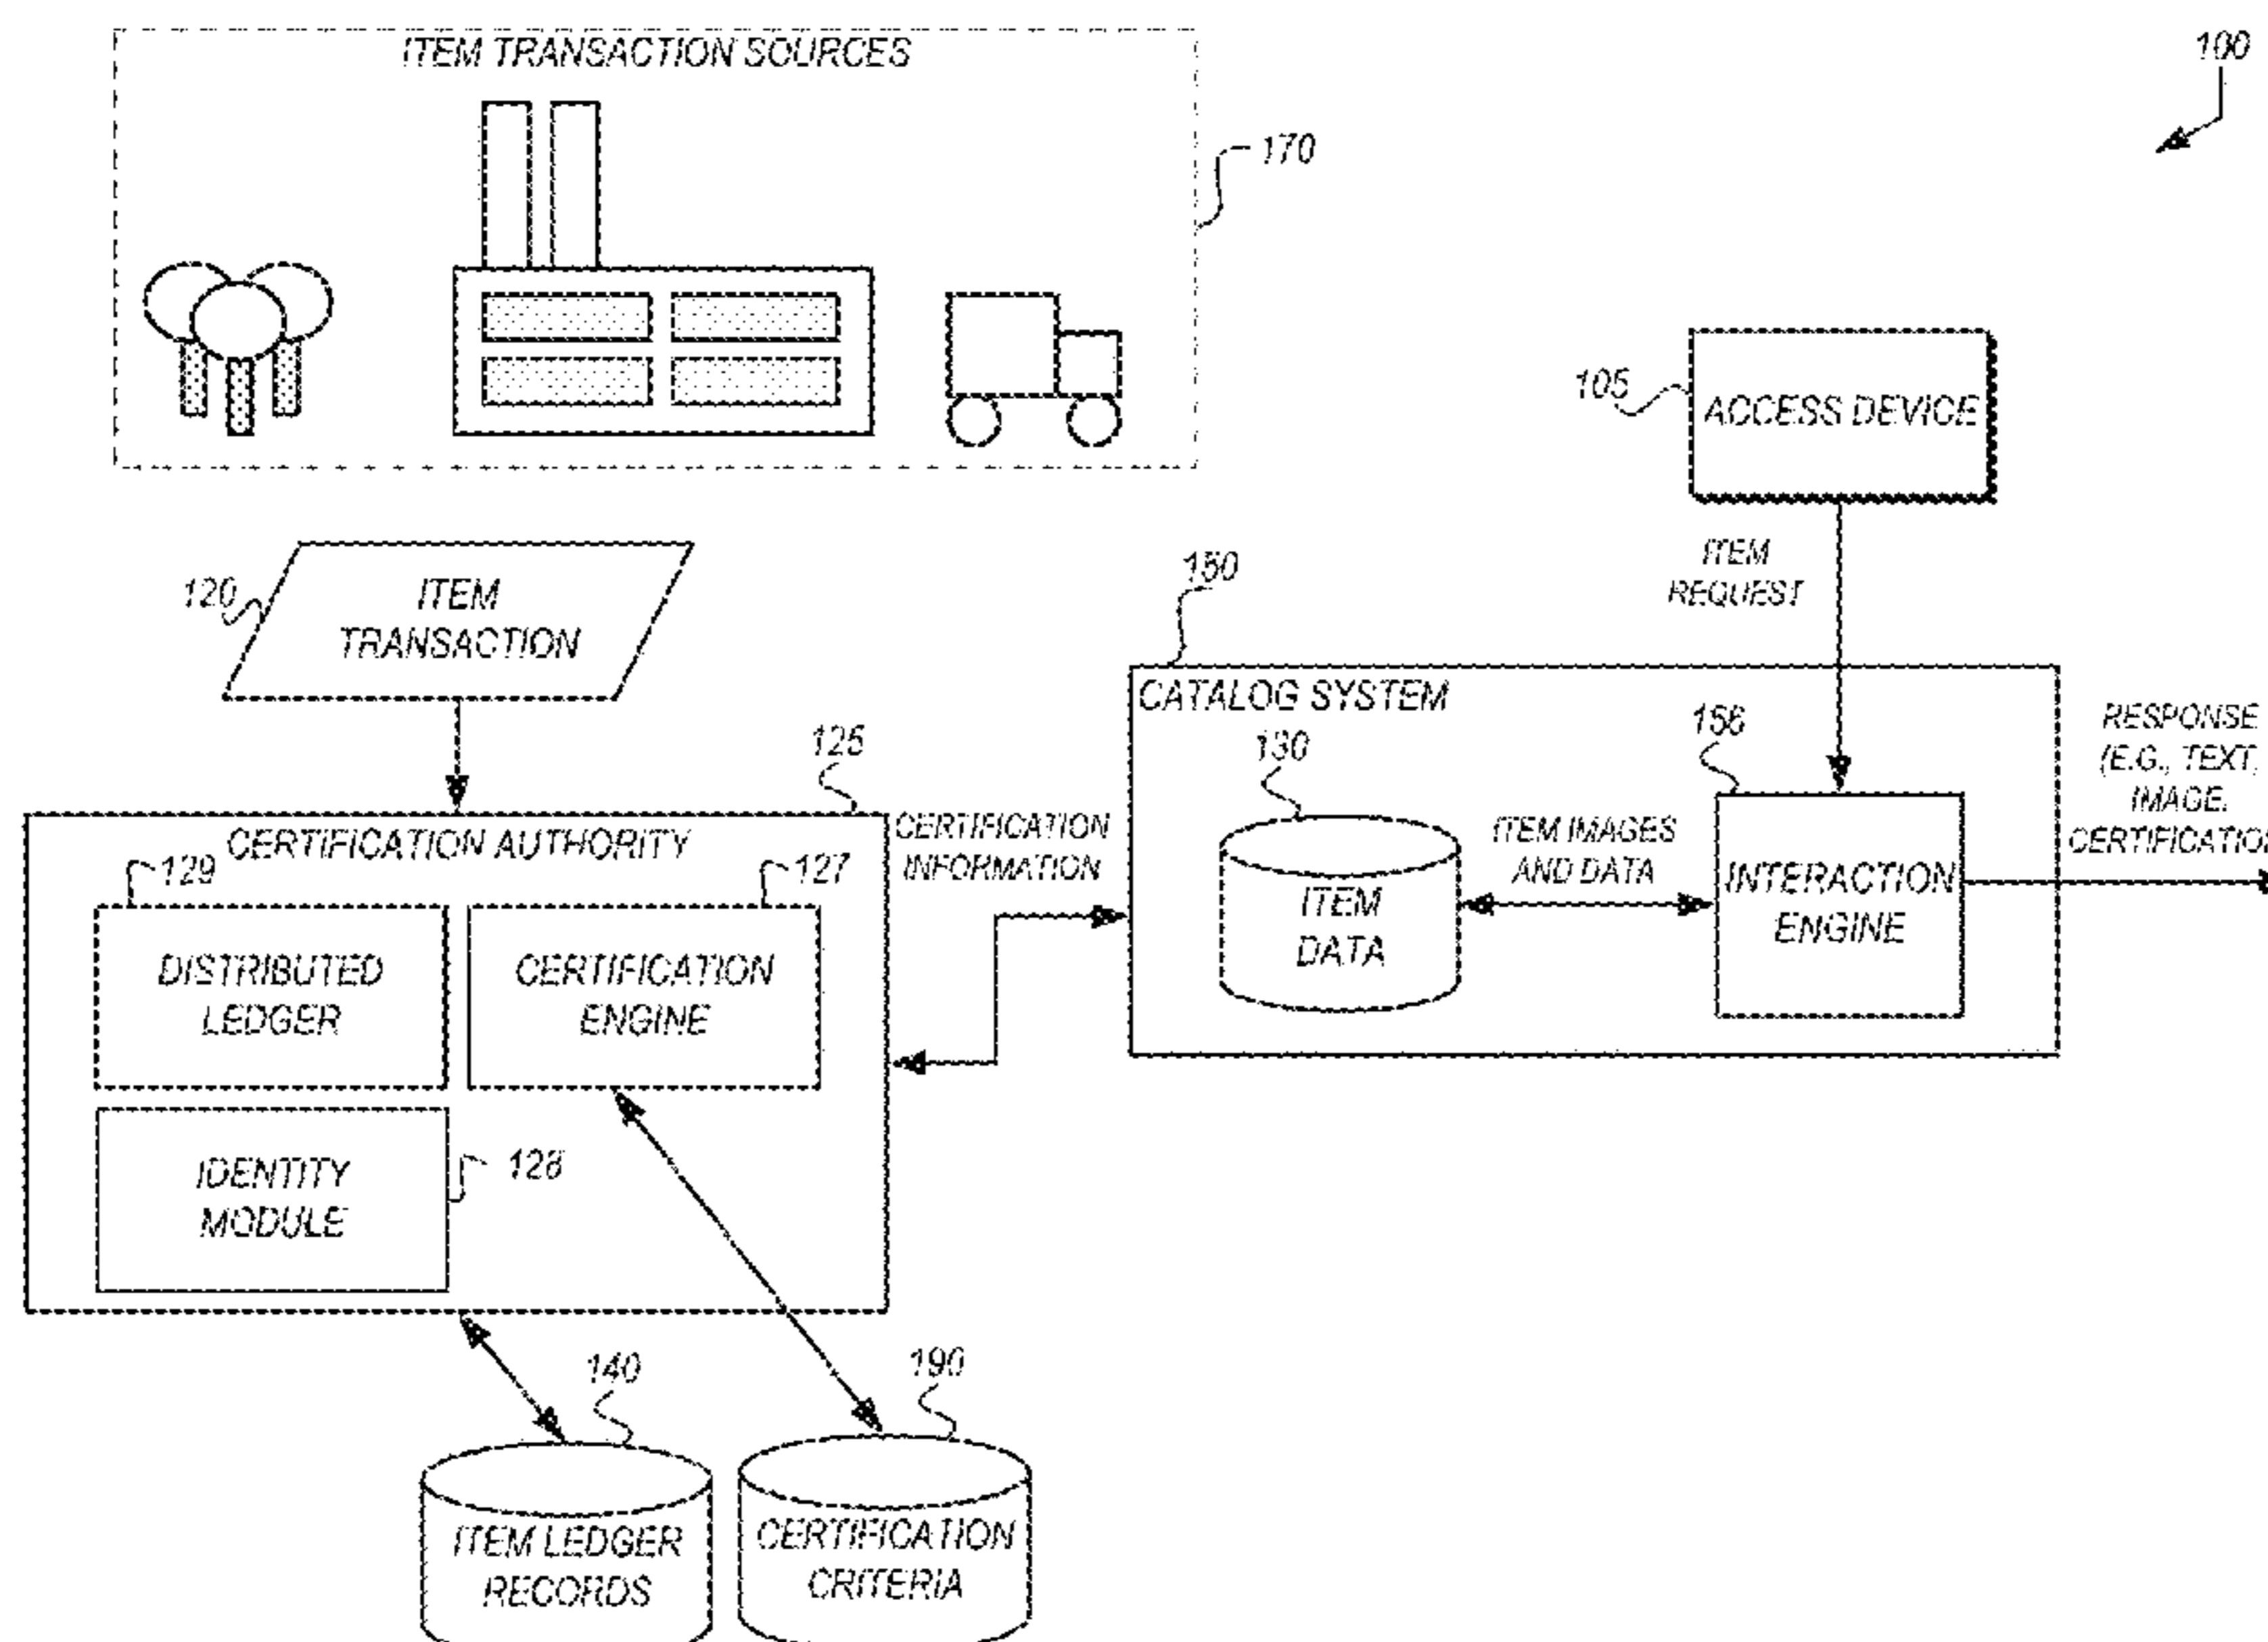 ITEM TRANSACTION SOURCES
100
170
105
ACCESS DEVICE
ITEM
REQUEST
120
ITEM
TRANSACTION
150
CATALOG SYSTEM
130
156
RESPONSE
(E.G., TEXT,
IMAGE,
CERTIFICATION
ITEM
DATA
ITEM IMAGES
AND DATA
INTERACTION
ENGINE
125
CERTIFICATION AUTHORITY
CERTIFICATION
INFORMATION
129
127
DISTRIBUTED
LEDGER
CERTIFICATION
ENGINE
IDENTITY
MODULE
128
140
190
ITEM LEDGER
RECORDS
CERTIFICATION
CRITERIA